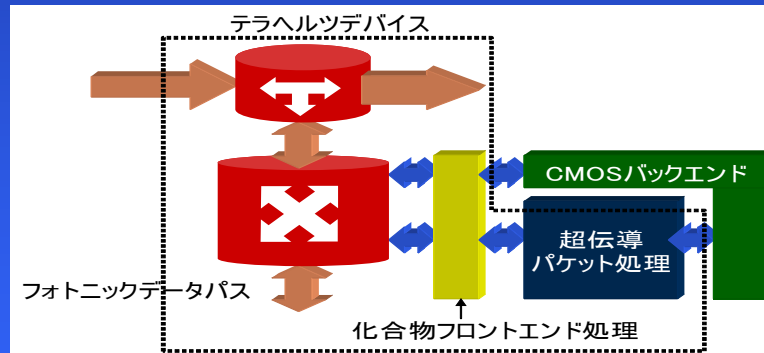 テラヘルツデバイス
CMOSバックエンド
超伝導
パケット処理
フォトニックデータパス
化合物フロントエンド処理